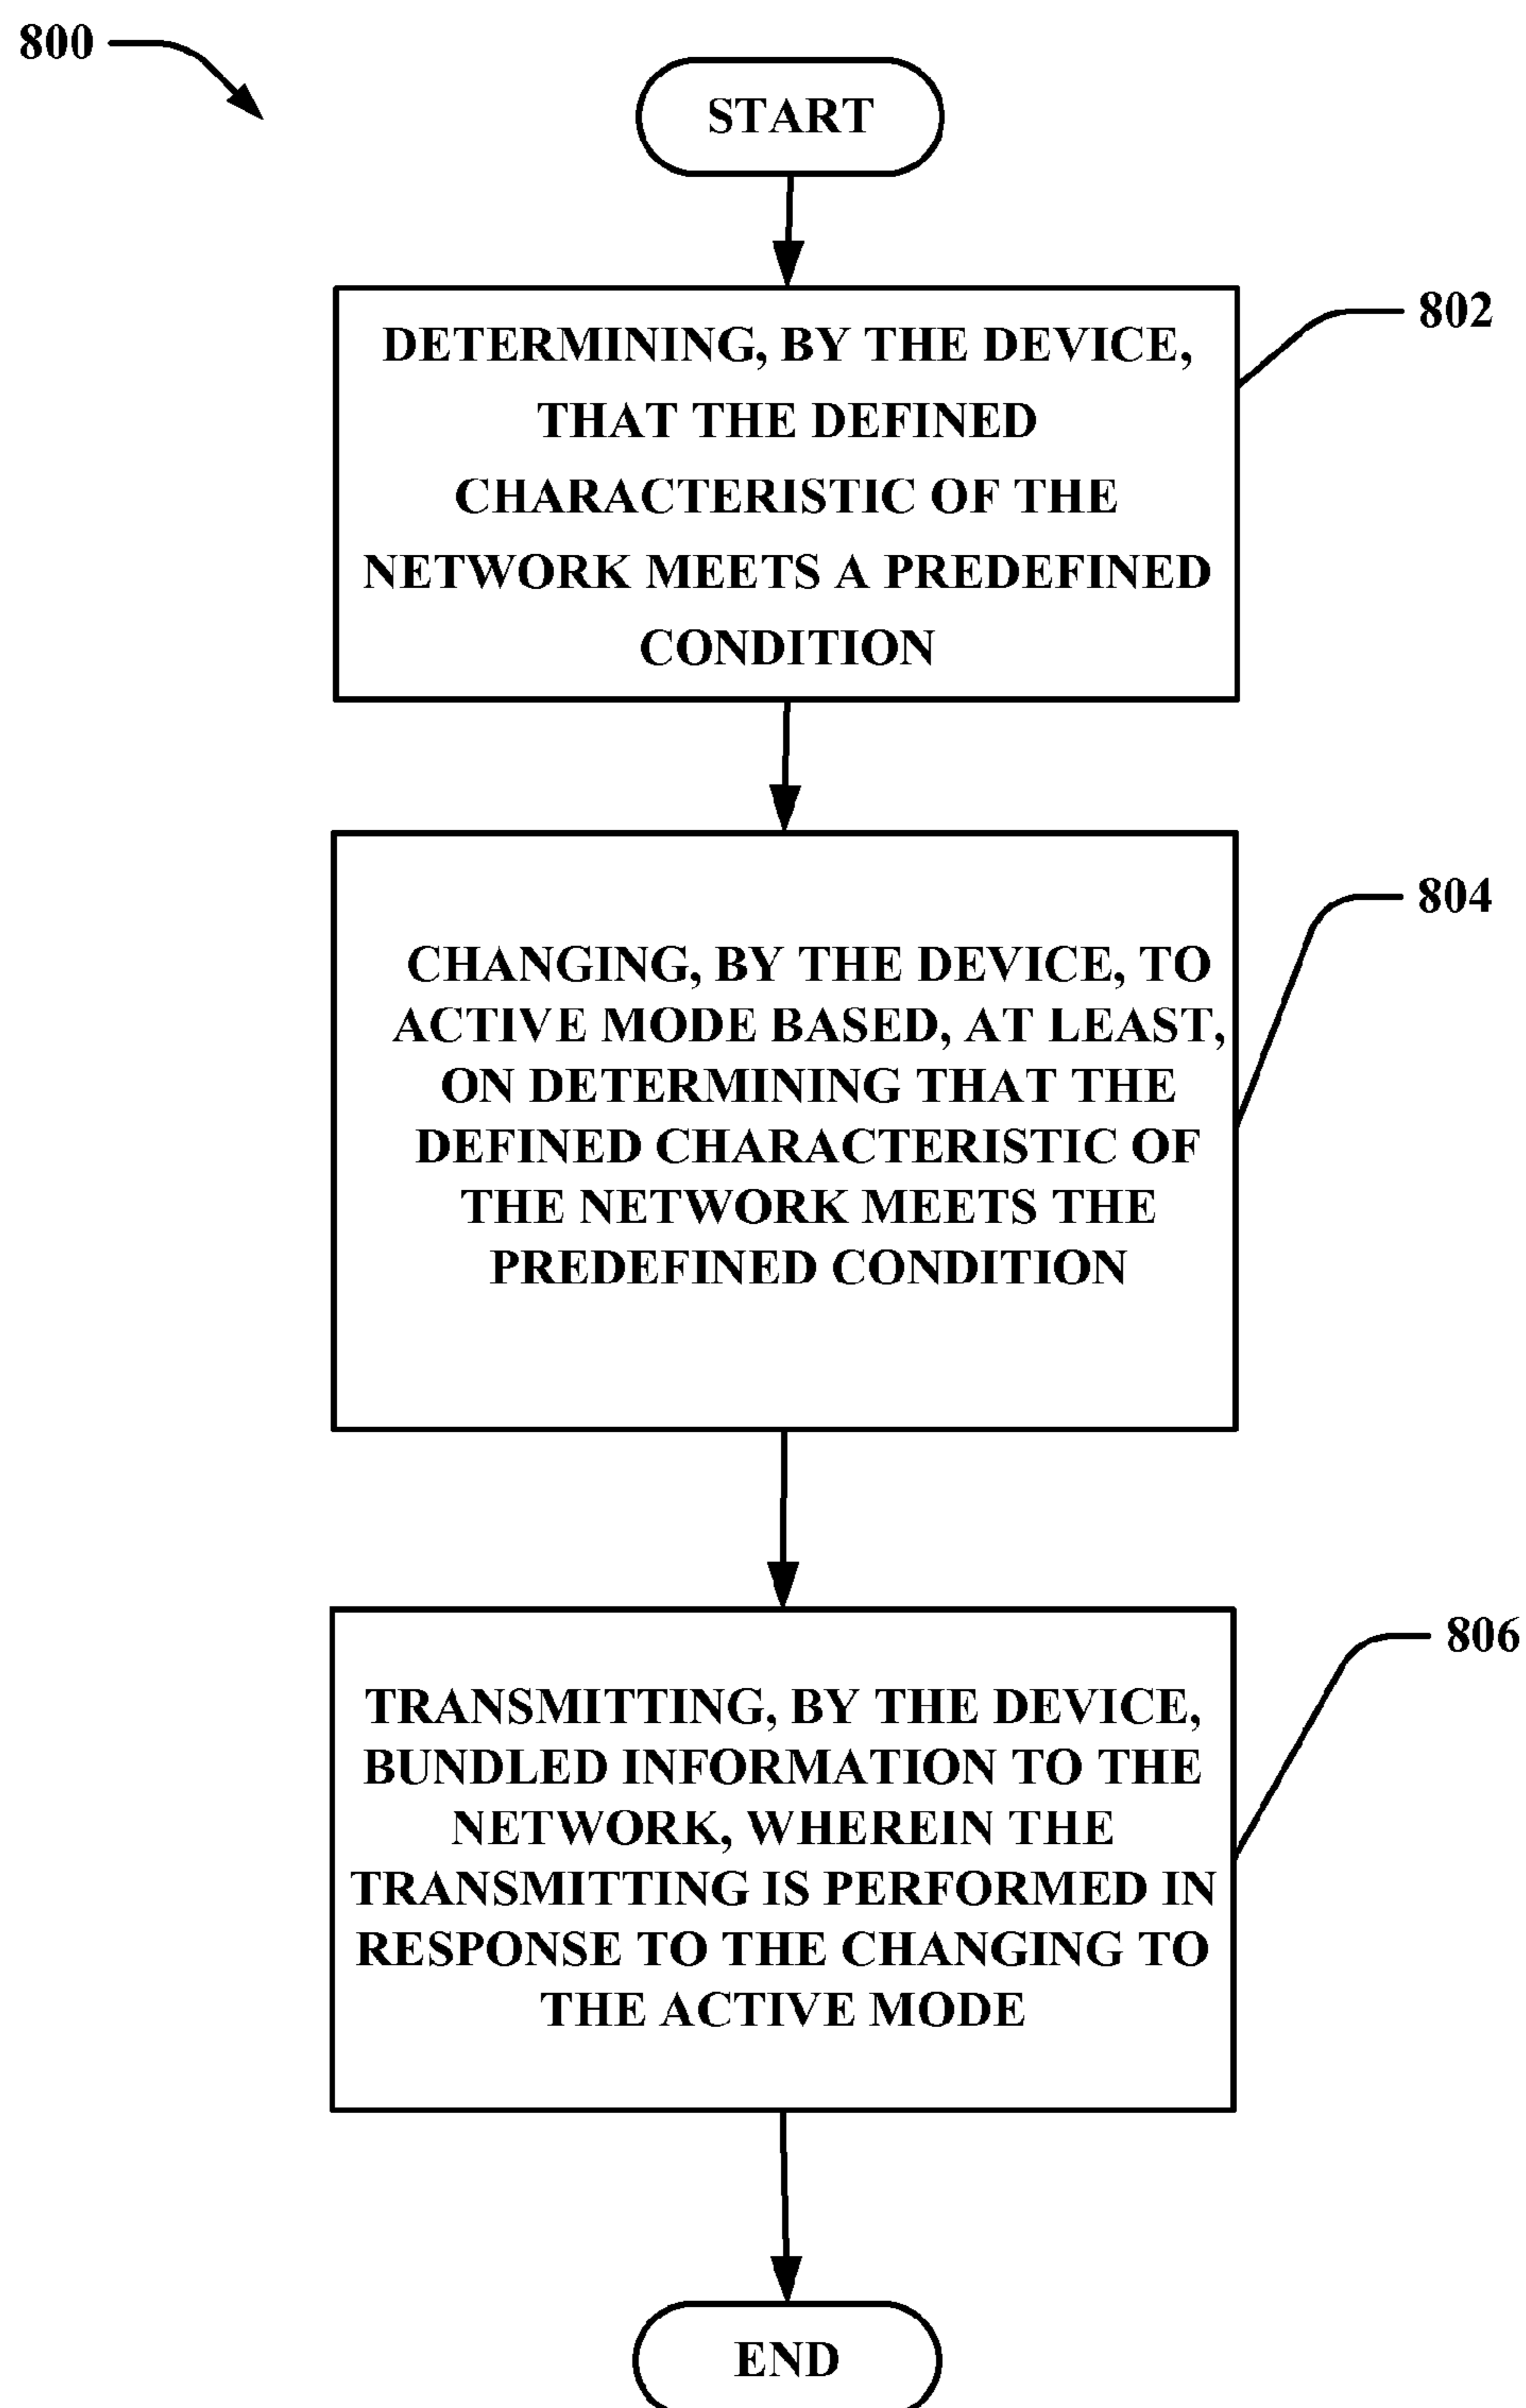 800
START
802
DETERMINING, BY THE DEVICE,
THAT THE DEFINED
CHARACTERISTIC OF THE
NETWORK MEETS A PREDEFINED
CONDITION
804
CHANGING, BY THE DEVICE, TO
ACTIVE MODE BASED, AT LEAST,
ON DETERMINING THAT THE
DEFINED CHARACTERISTIC OF
THE NETWORK MEETS THE
PREDEFINED CONDITION
806
TRANSMITTING, BY THE DEVICE,
BUNDLED INFORMATION TO THE
NETWORK, WHEREIN THE
TRANSMITTING IS PERFORMED IN
RESPONSE TO THE CHANGING TO
THE ACTIVE MODE
END